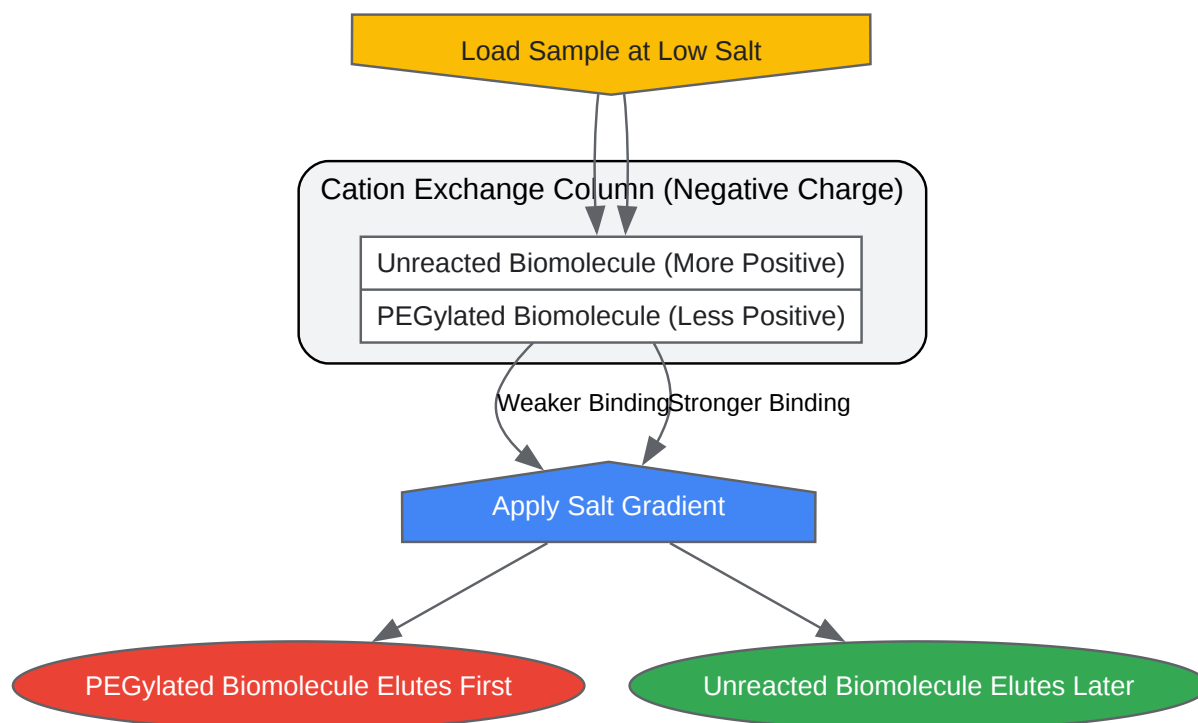 Load Sample at Low Salt
Cation Exchange Column (Negative Charge)
Unreacted Biomolecule (More Positive)
PEGylated Biomolecule (Less Positive)
Weaker Binding
Stronger Binding
Apply Salt Gradient
PEGylated Biomolecule Elutes First
Unreacted Biomolecule Elutes Later